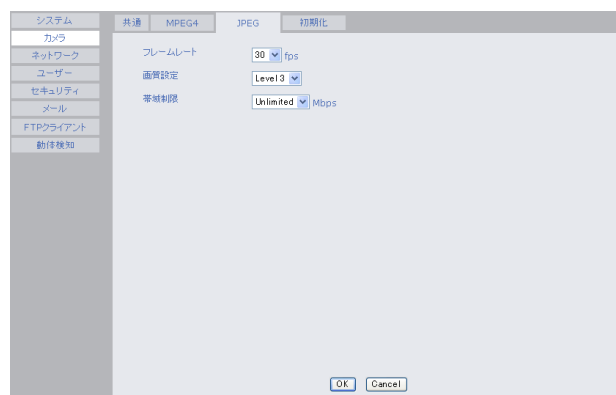 システム
カメラ
ネットワーク
ユーザー
セキュリティ
メール
FTPクライアント
動体検知
共通 MPEG4 JPEG 初期化
フレームレート 30 fps
画質設定 Level 3
帯域制限 Unlimited Mbps
OK Cancel